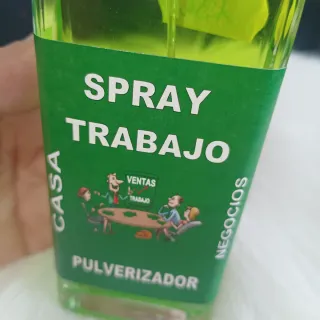 SPRAY
TRABAJO
CASA
VENTAS
TRABAJO
NEGOCIOS
PULVERIZADOR